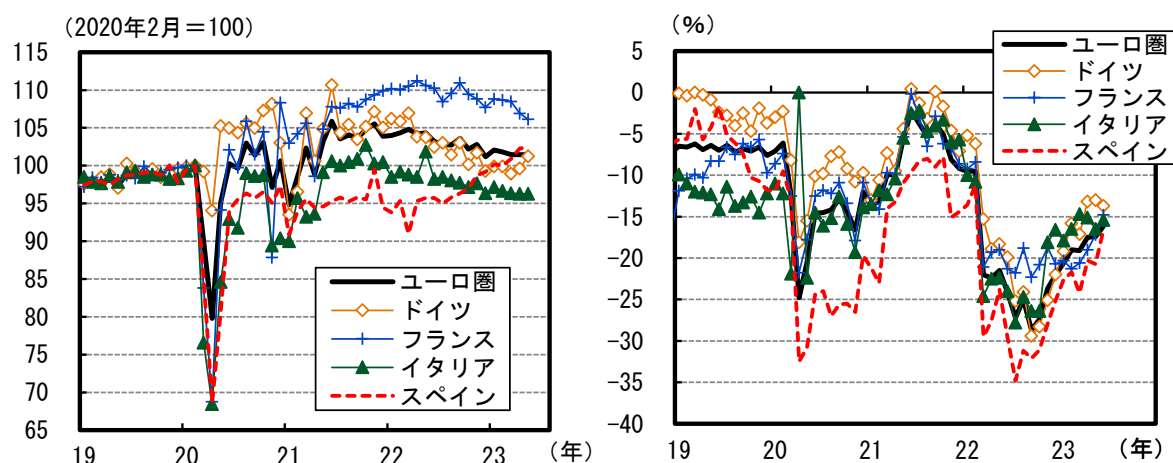 （2020年2月＝100）
115
110
105
100
95
90
85
80
75
70
65
19
20
21
22
23
（年）
ユーロ圏
ドイツ
フランス
イタリア
スペイン
（％）
5
0
−5
−10
−15
−20
−25
−30
−35
−40
19
20
21
22
23
（年）
ユーロ圏
ドイツ
フランス
イタリア
スペイン